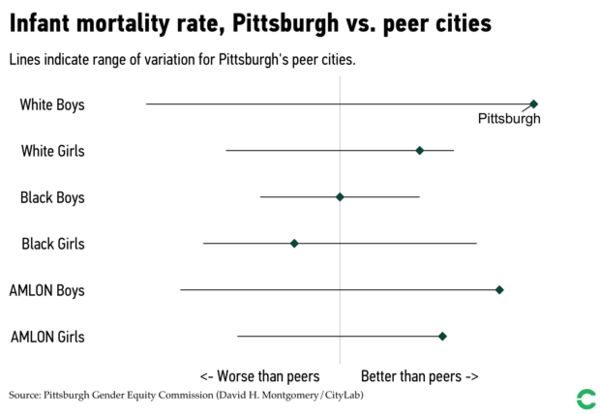 Infant mortality rate, Pittsburgh vs. peer cities
Lines indicate range of variation for Pittsburgh's peer cities.
White Boys
Pittsburgh
White Girls
Black Boys
Black Girls
AMLON Boys
AMLON Girls
<- Worse than peers Better than peers ->
Source: Pittsburgh Gender Equity Commission (David H. Montgomery/CityLab)